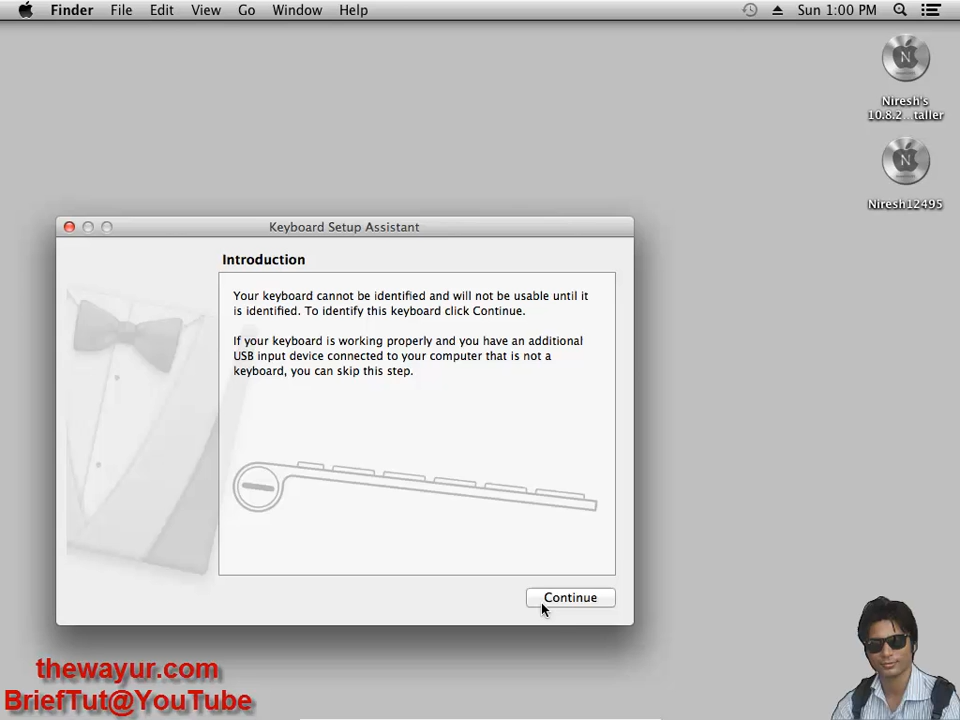 Finder File Edit View Go Window Help Sun 1:00 PM
N
Niresh's
10.8.2...taller
N
Niresh12495
Keyboard Setup Assistant
Introduction
Your keyboard cannot be identified and will not be usable until it
is identified. To identify this keyboard click Continue.
If your keyboard is working properly and you have an additional
USB input device connected to your computer that is not a
keyboard, you can skip this step.
Continue
thewayur.com
BriefTut@YouTube